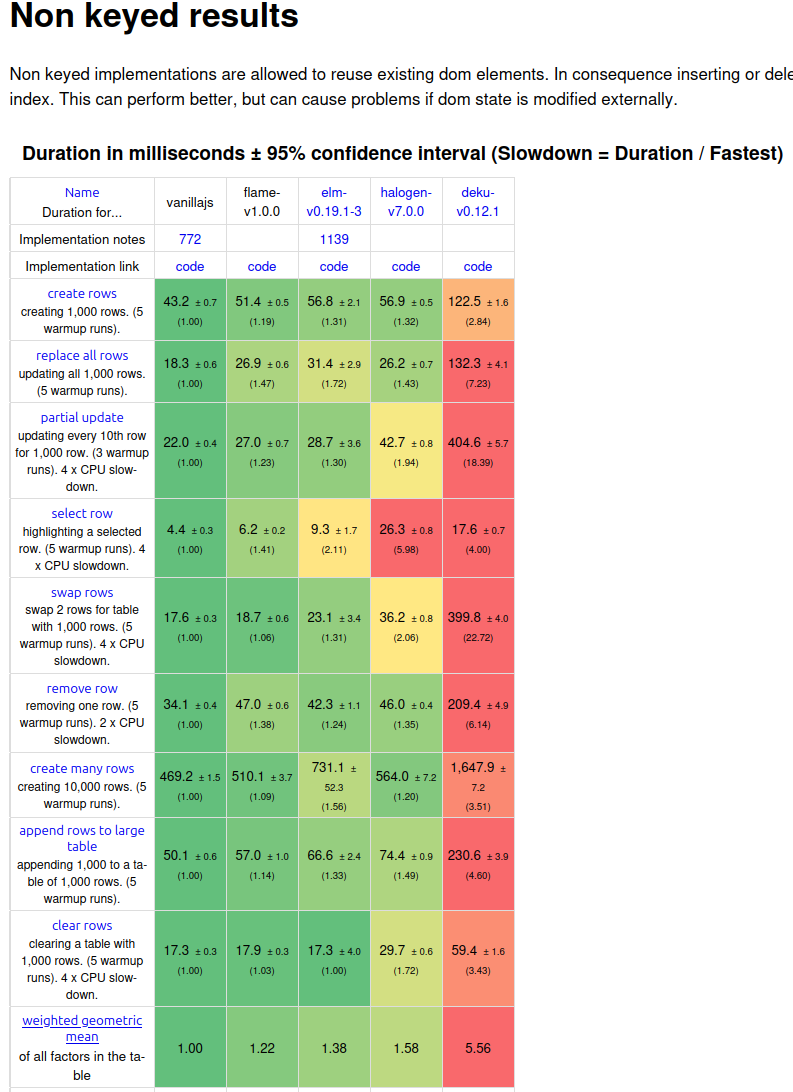 Non keyed results
Non keyed implementations are allowed to reuse existing dom elements. In consequence inserting or
index. This can perform better, but can cause problems if dom state is modified externally.
Duration in milliseconds ± 95% confidence interval (Slowdown = Duration / Fastest)
Name
Duration for...
vanillajs
flame-
v1.0.0
elm-
v0.19.1-3
halogen-
v7.0.0
deku-
v0.12.1
Implementation notes 772 1139
Implementation link code code code code code
create rows
creating 1,000 rows. (5
warmup runs).
43.2 ± 0.7
(1.00)
51.4 ± 0.5
(1.19)
56.8 ± 2.1
(1.31)
56.9 ± 0.5
(1.32)
122.5 ± 1.6
(2.84)
replace all rows
updating all 1,000 rows.
(5 warmup runs).
18.3 ± 0.6
(1.00)
26.9 ± 0.6
(1.47)
31.4 ± 2.9
(1.72)
26.2 ± 0.7
(1.43)
132.3 ± 4.1
(7.23)
partial update
updating every 10th row
for 1,000 row. (3 warmup
runs). 4 x CPU slow-
down.
22.0 ± 0.4
(1.00)
27.0 ± 0.7
(1.23)
28.7 ± 3.6
(1.30)
42.7 ± 0.8
(1.94)
404.6 ± 5.7
(18.39)
select row
highlighting a selected
row. (5 warmup runs). 4
x CPU slowdown.
4.4 ± 0.3
(1.00)
6.2 ± 0.2
(1.41)
9.3 ± 1.7
(2.11)
26.3 ± 0.8
(5.98)
17.6 ± 0.7
(4.00)
swap rows
swap 2 rows for table
with 1,000 rows. (5
warmup runs). 4 x CPU
slowdown.
17.6 ± 0.3
(1.00)
18.7 ± 0.6
(1.06)
23.1 ± 3.4
(1.31)
36.2 ± 0.8
(2.06)
399.8 ± 4.0
(22.72)
remove row
removing one row. (5
warmup runs). 2 x CPU
slowdown.
34.1 ± 0.4
(1.00)
47.0 ± 0.6
(1.38)
42.3 ± 1.1
(1.24)
46.0 ± 0.4
(1.35)
209.4 ± 4.9
(6.14)
create many rows
creating 10,000 rows. (5
warmup runs).
469.2 ± 1.5
(1.00)
510.1 ± 3.7
(1.09)
731.1 ±
52.3
(1.56)
564.0 ± 7.2
(1.20)
1,647.9 ±
7.2
(3.51)
append rows to large
table
appending 1,000 to a ta-
ble of 1,000 rows. (5
warmup runs).
50.1 ± 0.6
(1.00)
57.0 ± 1.0
(1.14)
66.6 ± 2.4
(1.33)
74.4 ± 0.9
(1.49)
230.6 ± 3.9
(4.60)
clear rows
clearing a table with
1,000 rows. (5 warmup
runs). 4 x CPU slow-
down.
17.3 ± 0.3
(1.00)
17.9 ± 0.3
(1.03)
17.3 ± 4.0
(1.00)
29.7 ± 0.6
(1.72)
59.4 ± 1.6
(3.43)
weighted geometric
mean
of all factors in the ta-
ble
1.00
1.22
1.38
1.58
5.56